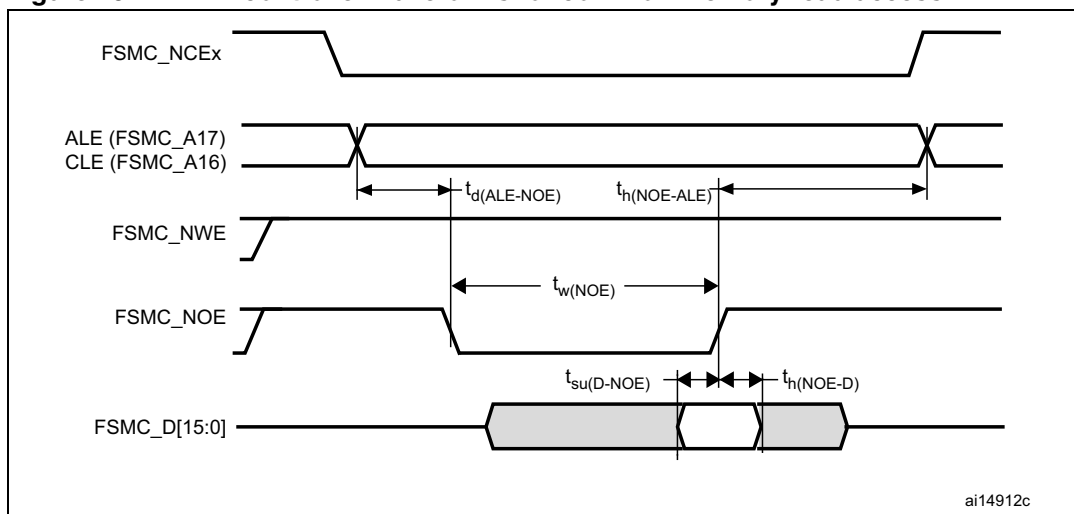 FSMC_NCEx
ALE (FSMC_A17)
CLE (FSMC_A16)
td(ALE-NOE)
th(NOE-ALE)
FSMC_NWE
tw(NOE)
FSMC_NOE
tsu(D-NOE)
th(NOE-D)
FSMC_D[15:0]
ai14912c